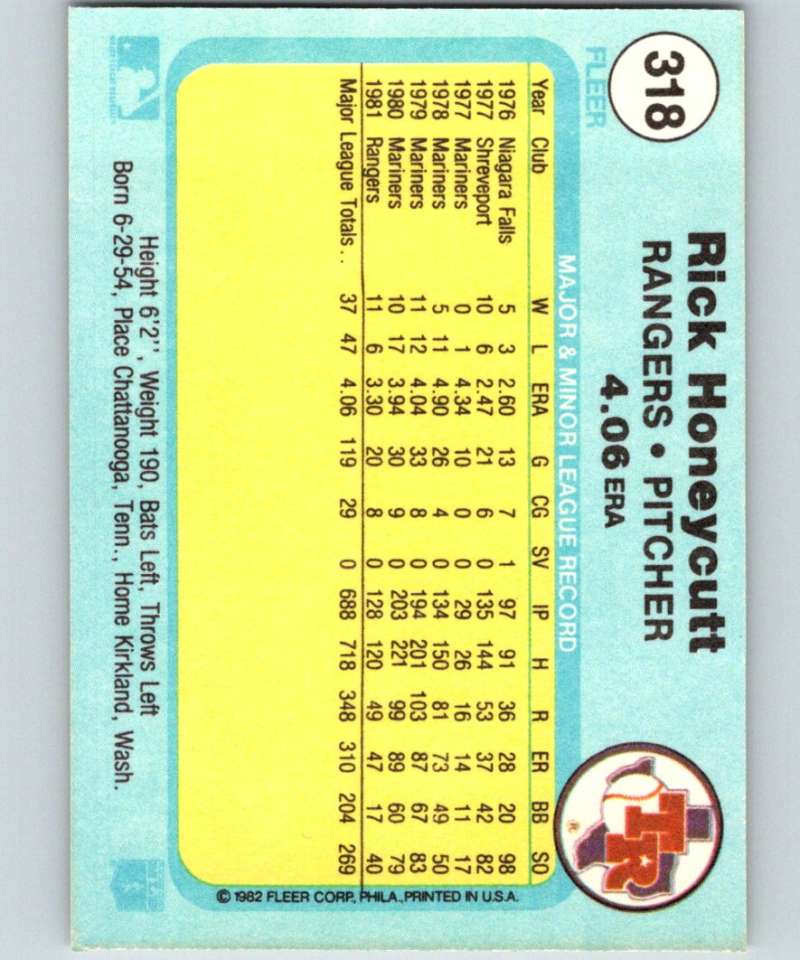 318
FLEER
Rick Honeycutt
RANGERS • PITCHER
4.06 ERA
TR
®
MAJOR & MINOR LEAGUE RECORD
Year Club W L ERA G CG SV IP H R ER BB SO
1976 Niagara Falls 5 3 2.60 13 7 1 97 91 36 28 20 98
1977 Shreveport 10 6 2.47 21 6 0 135 144 53 37 42 82
1977 Mariners 0 1 4.34 10 0 0 29 26 16 14 11 17
1978 Mariners 5 11 4.90 26 4 0 134 150 81 73 49 50
1979 Mariners 11 12 4.04 33 8 0 194 201 103 87 67 83
1980 Mariners 10 17 3.94 30 9 0 203 221 99 89 60 79
1981 Rangers 11 6 3.30 20 8 0 128 120 49 47 17 40
Major League Totals . . 37 47 4.06 119 29 0 688 718 348 310 204 269
© 1982 FLEER CORP., PHILA., PRINTED IN U.S.A.
Height 6'2'', Weight 190, Bats Left, Throws Left
Born 6-29-54, Place Chattanooga, Tenn., Home Kirkland, Wash.